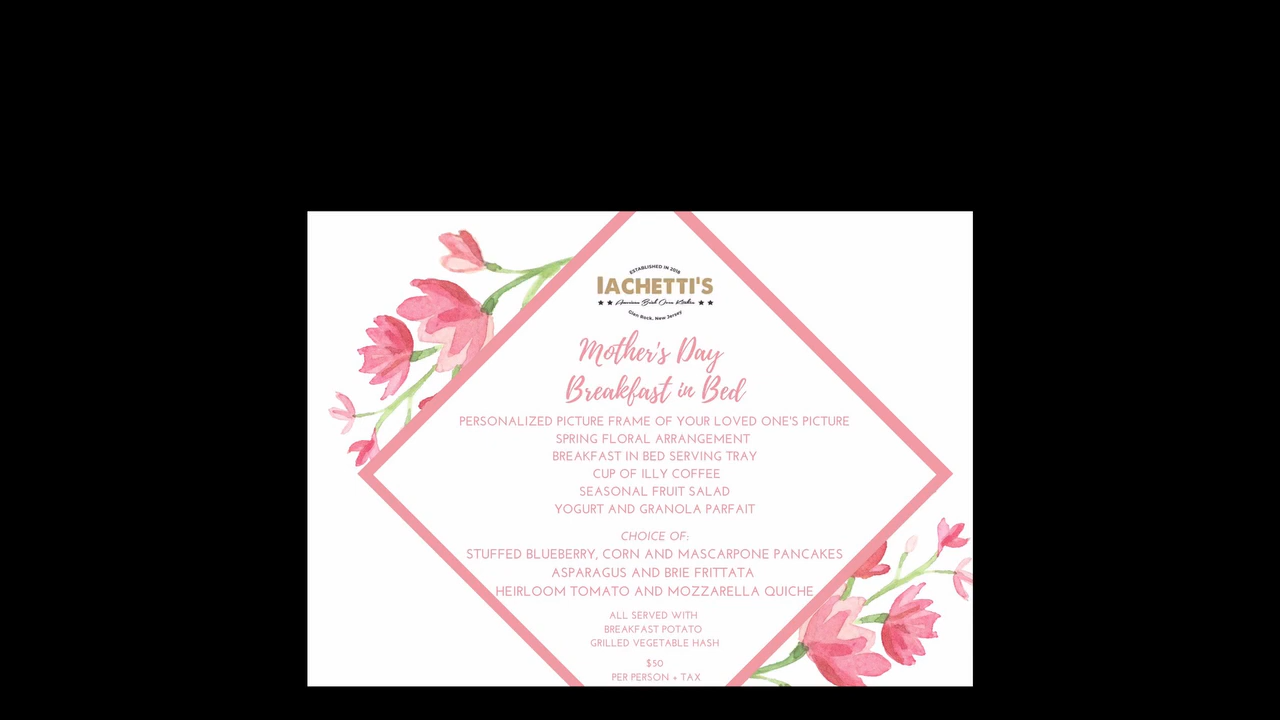 ESTABLISHED IN 2018
IACHETTI'S
American Brick Oven Kitchen
Glen Rock, New Jersey
Mother's Day
Breakfast in Bed
PERSONALIZED PICTURE FRAME OF YOUR LOVED ONE'S PICTURE
SPRING FLORAL ARRANGEMENT
BREAKFAST IN BED SERVING TRAY
CUP OF ILLY COFFEE
SEASONAL FRUIT SALAD
YOGURT AND GRANOLA PARFAIT
CHOICE OF:
STUFFED BLUEBERRY, CORN AND MASCARPONE PANCAKES
ASPARAGUS AND BRIE FRITTATA
HEIRLOOM TOMATO AND MOZZARELLA QUICHE
ALL SERVED WITH
BREAKFAST POTATO
GRILLED VEGETABLE HASH
$50
PER PERSON + TAX